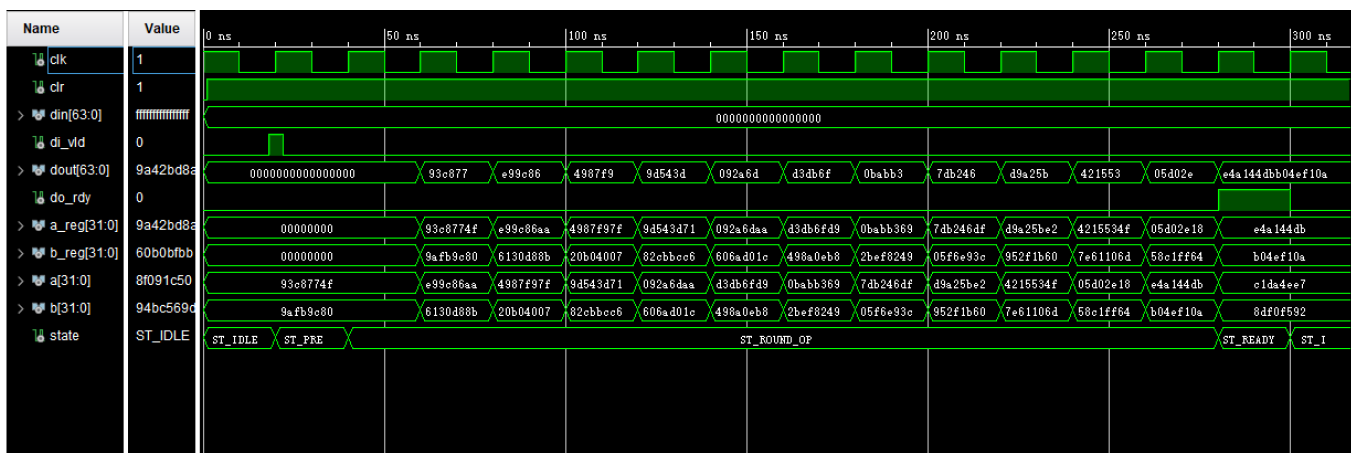 Name Value 0 ns 50 ns 100 ns 150 ns 200 ns 250 ns 300 ns
clk 1
clr 1
din[63:0] ffffffffffffffff 0000000000000000
di_vld 0
dout[63:0] 9a42bd8a 0000000000000000 93c877 e99c86 4987f9 9d543d 092a6d d3db6f 0babb3 7db246 d9a25b 421553 05d02e e4a144dbb04ef10a
do_rdy 0
a_reg[31:0] 9a42bd8a 00000000 93c8774f e99c86aa 4987f97f 9d543d71 092a6daa d3db6fd9 0babb369 7db246df d9a25be2 4215534f 05d02e18 e4a144db
b_reg[31:0] 60b0bfbb 00000000 9afb9c80 6130d88b 20b04007 82cbbcc6 606ad01c 498a0eb8 2bef8249 05f6e93c 952f1b60 7e61106d 58c1ff64 b04ef10a
a[31:0] 8f091c50 93c8774f e99c86aa 4987f97f 9d543d71 092a6daa d3db6fd9 0babb369 7db246df d9a25be2 4215534f 05d02e18 e4a144db c1da4ee7
b[31:0] 94bc569d 9afb9c80 6130d88b 20b04007 82cbbcc6 606ad01c 498a0eb8 2bef8249 05f6e93c 952f1b60 7e61106d 58c1ff64 b04ef10a 8df0f592
state ST_IDLE ST_IDLE ST_PRE ST_ROUND_OP ST_READY ST_I